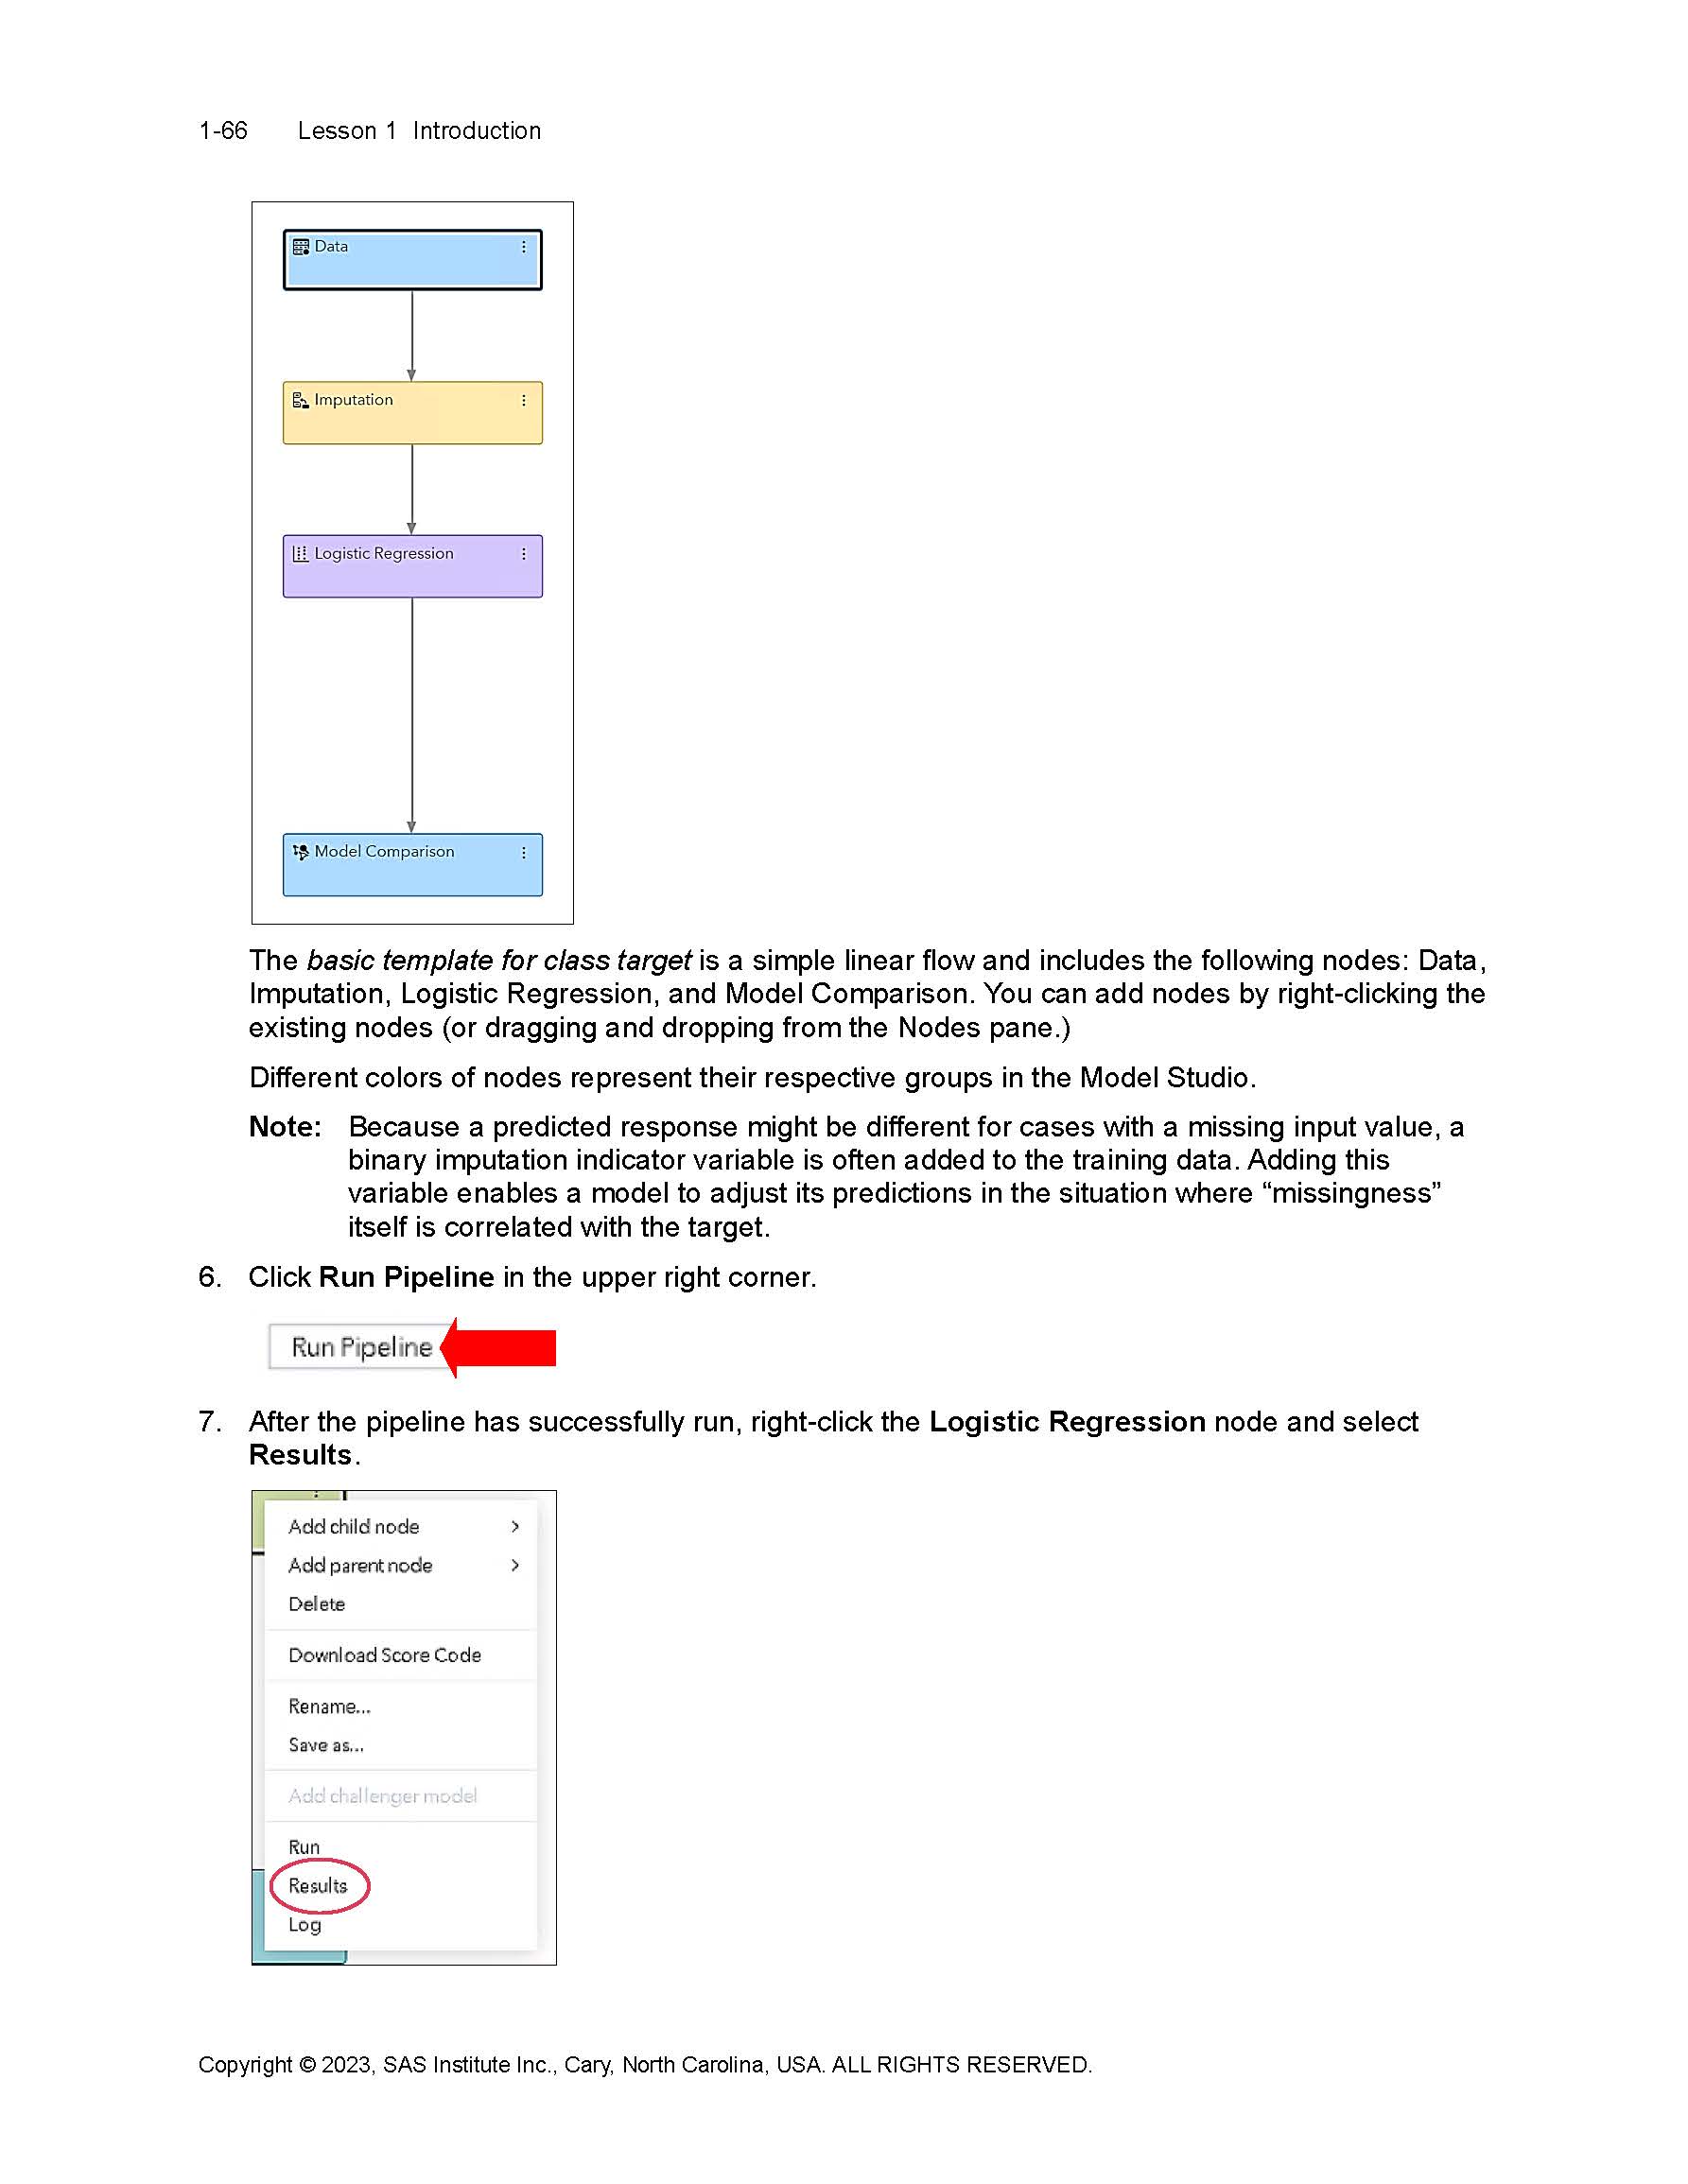 1-66 Lesson 1 Introduction
Data
Imputation
Logistic Regression
Model Comparison
The basic template for class target is a simple linear flow and includes the following nodes: Data,
Imputation, Logistic Regression, and Model Comparison. You can add nodes by right-clicking the
existing nodes (or dragging and dropping from the Nodes pane.)
Different colors of nodes represent their respective groups in the Model Studio.
Note: Because a predicted response might be different for cases with a missing input value, a
binary imputation indicator variable is often added to the training data. Adding this
variable enables a model to adjust its predictions in the situation where “missingness”
itself is correlated with the target.
6. Click Run Pipeline in the upper right corner.
Run Pipeline
7. After the pipeline has successfully run, right-click the Logistic Regression node and select
Results.
Add child node
Add parent node
Delete
Download Score Code
Rename...
Save as...
Add challenger model
Run
Results
Log
Copyright © 2023, SAS Institute Inc., Cary, North Carolina, USA. ALL RIGHTS RESERVED.